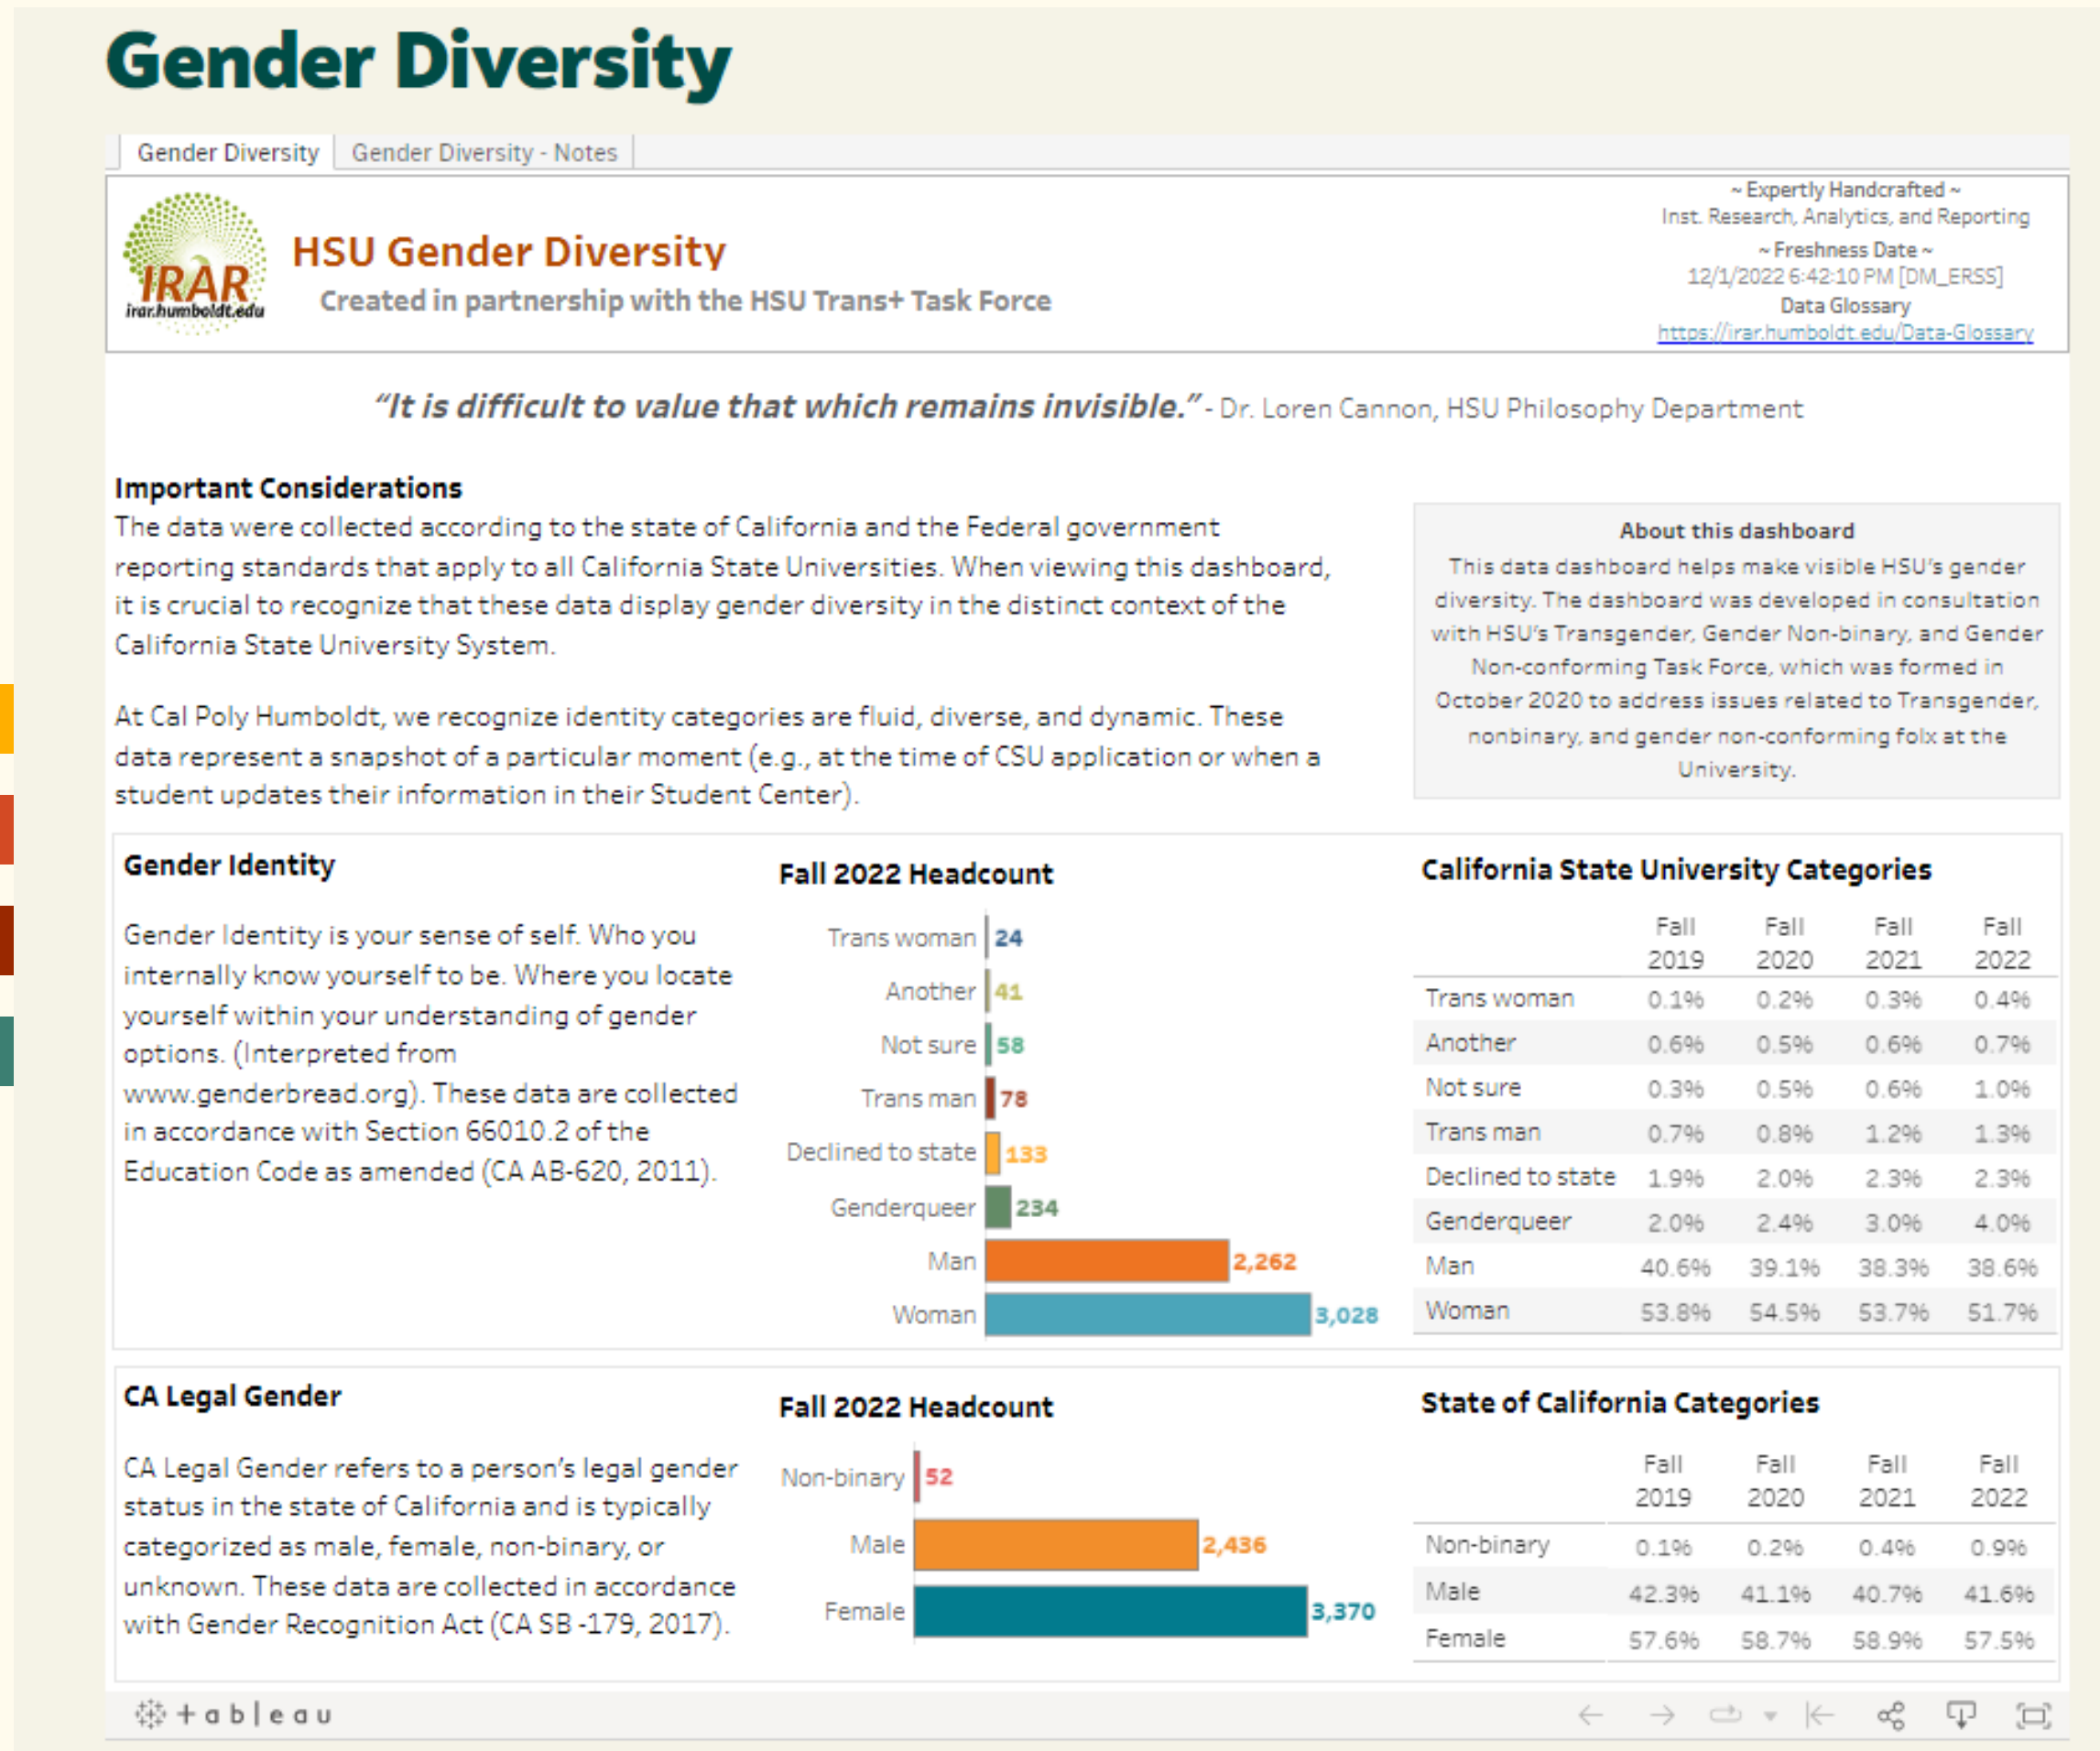 Gender Diversity
Gender Diversity
Gender Diversity - Notes
IRAR
irar.humboldt.edu
HSU Gender Diversity
Created in partnership with the HSU Trans+ Task Force
~ Expertly Handcrafted ~
Inst. Research, Analytics, and Reporting
~ Freshness Date ~
12/1/2022 6:42:10 PM [DM_ERSS]
Data Glossary
https://irar.humboldt.edu/Data-Glossary
“It is difficult to value that which remains invisible.” - Dr. Loren Cannon, HSU Philosophy Department
Important Considerations
The data were collected according to the state of California and the Federal government
reporting standards that apply to all California State Universities. When viewing this dashboard,
it is crucial to recognize that these data display gender diversity in the distinct context of the
California State University System.
At Cal Poly Humboldt, we recognize identity categories are fluid, diverse, and dynamic. These
data represent a snapshot of a particular moment (e.g., at the time of CSU application or when a
student updates their information in their Student Center).
About this dashboard
This data dashboard helps make visible HSU's gender
diversity. The dashboard was developed in consultation
with HSU's Transgender, Gender Non-binary, and Gender
Non-conforming Task Force, which was formed in
October 2020 to address issues related to Transgender,
nonbinary, and gender non-conforming folx at the
University.
Gender Identity
Gender Identity is your sense of self. Who you
internally know yourself to be. Where you locate
yourself within your understanding of gender
options. (Interpreted from
www.genderbread.org). These data are collected
in accordance with Section 66010.2 of the
Education Code as amended (CA AB-620, 2011).
Fall 2022 Headcount
Trans woman 24
Another 41
Not sure 58
Trans man 78
Declined to state 133
Genderqueer 234
Man 2,262
Woman 3,028
California State University Categories
Fall Fall Fall Fall
2019 2020 2021 2022
Trans woman 0.1% 0.2% 0.3% 0.4%
Another 0.6% 0.5% 0.6% 0.7%
Not sure 0.3% 0.5% 0.6% 1.0%
Trans man 0.7% 0.8% 1.2% 1.3%
Declined to state 1.9% 2.0% 2.3% 2.3%
Genderqueer 2.0% 2.4% 3.0% 4.0%
Man 40.6% 39.1% 38.3% 38.6%
Woman 53.8% 54.5% 53.7% 51.7%
CA Legal Gender
CA Legal Gender refers to a person's legal gender
status in the state of California and is typically
categorized as male, female, non-binary, or
unknown. These data are collected in accordance
with Gender Recognition Act (CA SB -179, 2017).
Fall 2022 Headcount
Non-binary 52
Male 2,436
Female 3,370
State of California Categories
Fall Fall Fall Fall
2019 2020 2021 2022
Non-binary 0.1% 0.2% 0.4% 0.9%
Male 42.3% 41.1% 40.7% 41.6%
Female 57.6% 58.7% 58.9% 57.5%
+ableau